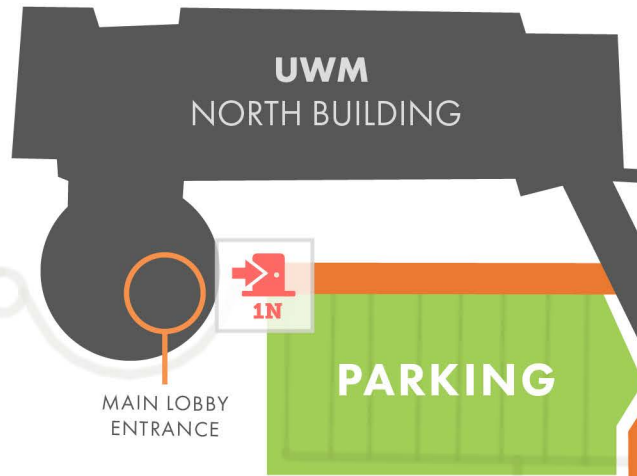 UWM
NORTH BUILDING
1N
PARKING
MAIN LOBBY
ENTRANCE